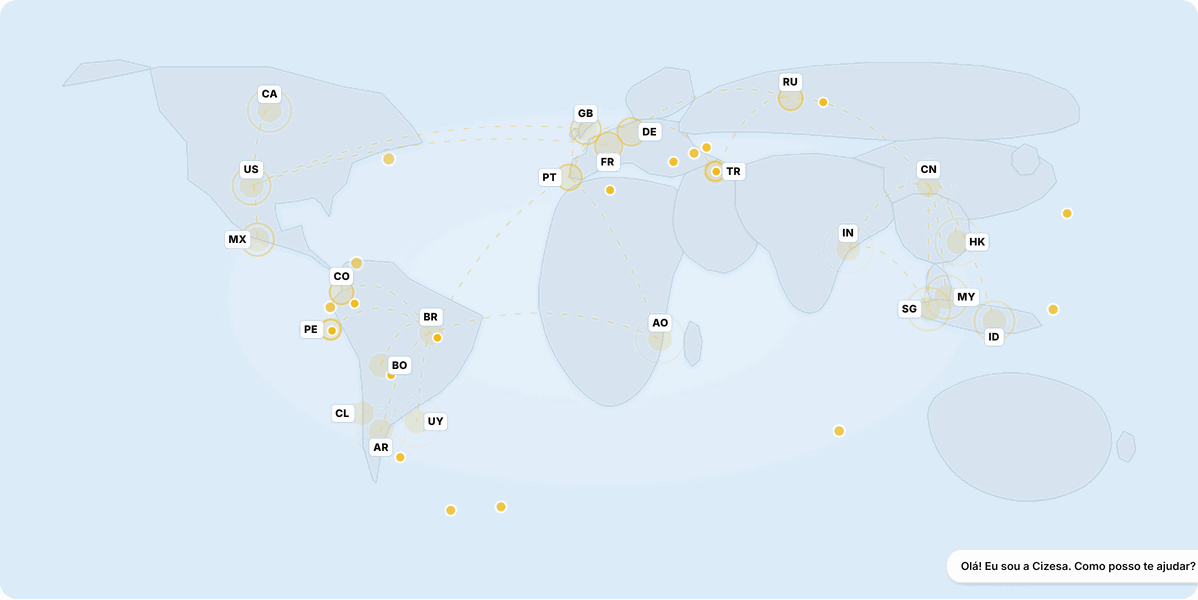 CA
RU
GB
DE
FR
US
PT
TR
CN
IN
MX
HK
CO
MY
SG
BR
AO
PE
ID
BO
CL
UY
AR
Olá! Eu sou a Cizesa. Como posso te ajudar?